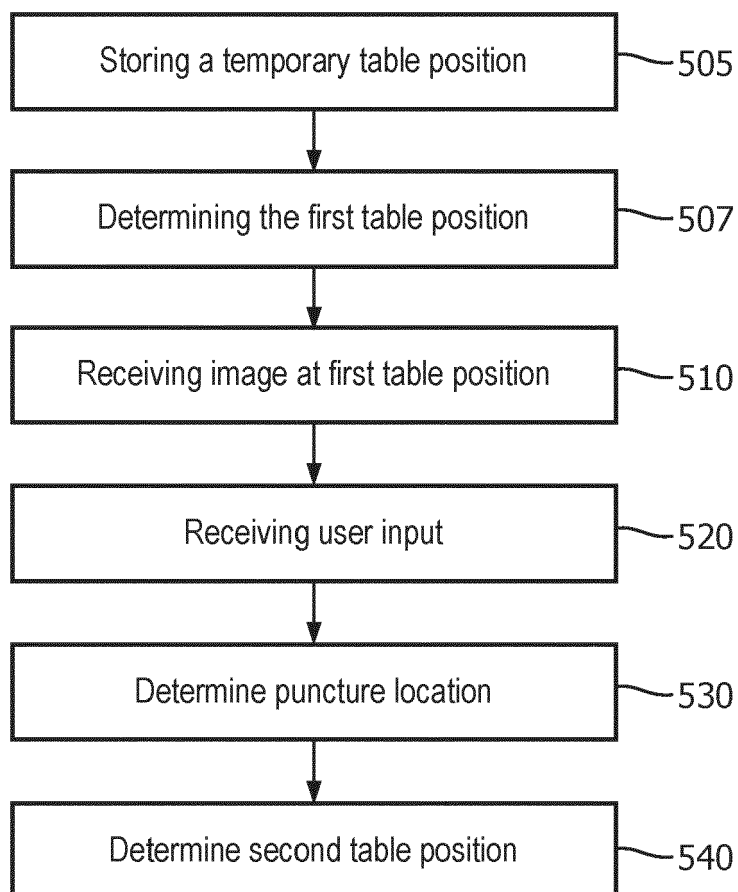 Storing a temporary table position 505
Determining the first table position 507
Receiving image at first table position 510
Receiving user input 520
Determine puncture location 530
Determine second table position 540